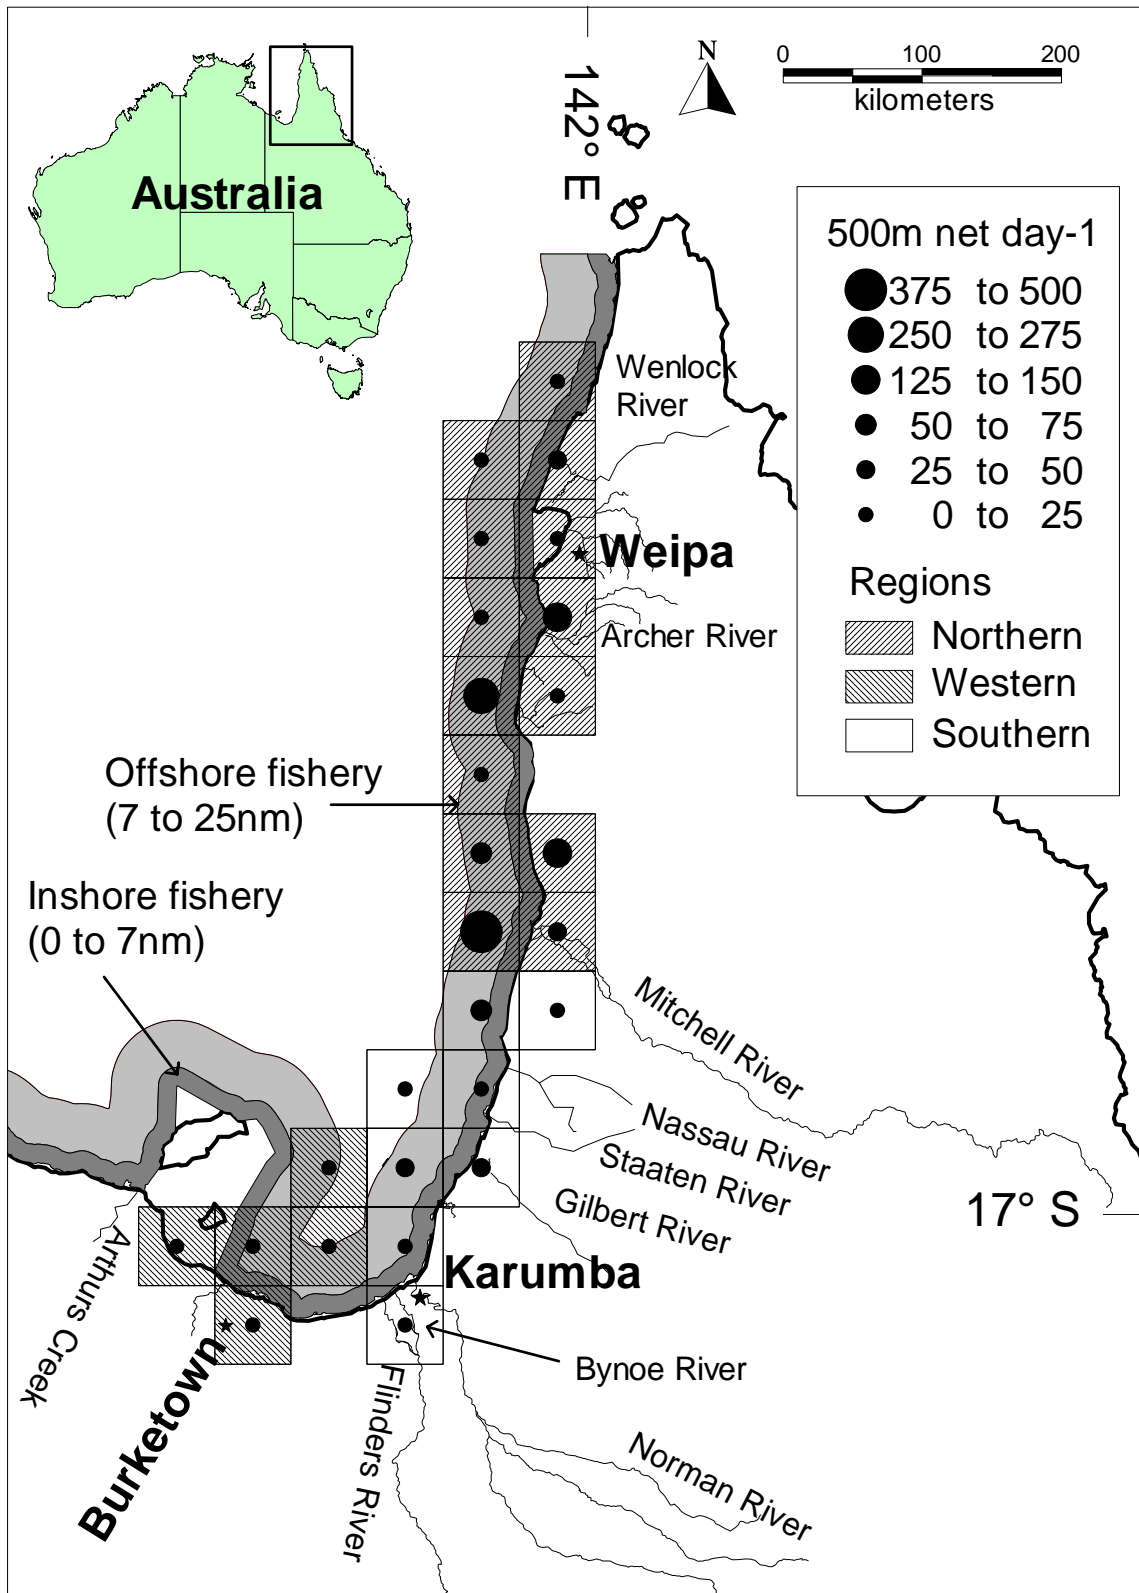 N
0 100 200
kilometers
142° E
Australia
500m net day-1
375 to 500
250 to 275
125 to 150
50 to 75
25 to 50
0 to 25
Regions
Northern
Western
Southern
Wenlock
River
Weipa
Archer River
Offshore fishery
(7 to 25nm)
Inshore fishery
(0 to 7nm)
Mitchell River
Nassau River
Staaten River
Gilbert River
17° S
Karumba
Arthurs Creek
Burketown
Bynoe River
Flinders River
Norman River